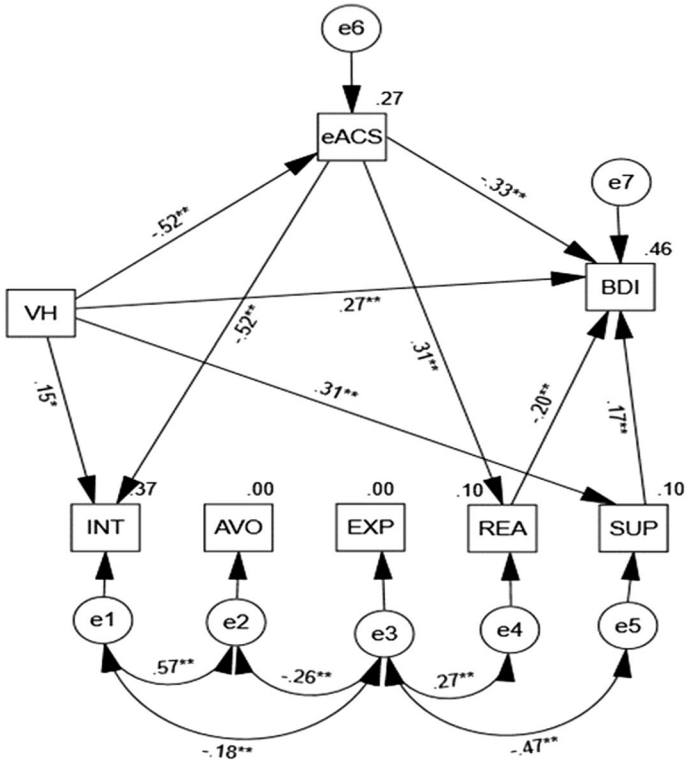 e6
.27
eACS
e7
-.33**
.46
-.52**
BDI
VH
.27**
-.52**
.31**
.31**
.15*
-.20**
.17**
.37
.00
.00
.10
.10
INT
AVO
EXP
REA
SUP
e1
e2
e3
e4
e5
.57**
-.26**
.27**
-.18**
-.47**